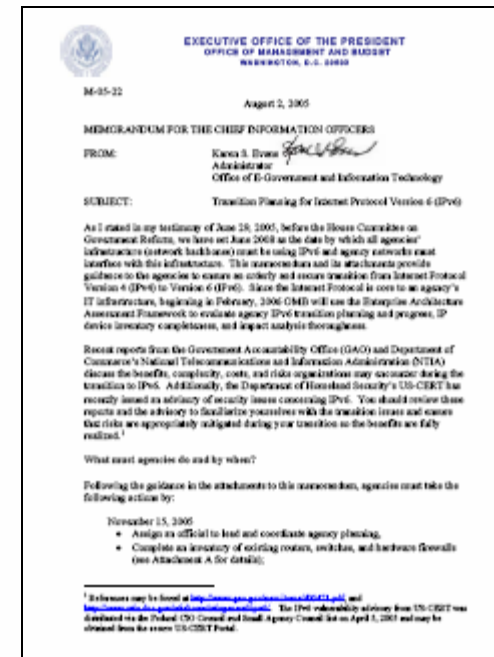 EXECUTIVE OFFICE OF THE PRESIDENT
OFFICE OF MANAGEMENT AND BUDGET
WASHINGTON, D.C. 20503
M-05-22
August 2, 2005
MEMORANDUM FOR THE CHIEF INFORMATION OFFICERS
FROM: Karen S. Evans
Administrator
Office of E-Government and Information Technology
SUBJECT: Transition Planning for Internet Protocol Version 6 (IPv6)
As I stated in my testimony of June 29, 2005, before the House Committee on
Government Reform, we have set June 2008 as the date by which all agencies'
infrastructure (network backbones) must be using IPv6 and agency networks must
interface with this infrastructure. This memorandum and its attachments provide
guidance to the agencies to ensure an orderly and secure transition from Internet Protocol
Version 4 (IPv4) to Version 6 (IPv6). Since the Internet Protocol is core to an agency's
IT infrastructure, beginning in February, 2006 OMB will use the Enterprise Architecture
Assessment Framework to evaluate agency IPv6 transition planning and progress, IP
device inventory completeness, and impact analysis thoroughness.
Recent reports from the Government Accountability Office (GAO) and Department of
Commerce's National Telecommunications and Information Administration (NTIA)
discuss the benefits, complexity, costs, and risks organizations may encounter during the
transition to IPv6. Additionally, the Department of Homeland Security's US-CERT has
recently issued an advisory of security issues concerning IPv6. You should review these
reports and the advisory to familiarize yourselves with the transition issues and ensure
that risks are appropriately mitigated during your transition so the benefits are fully
realized.1
What must agencies do and by when?
Following the guidance in the attachments to this memorandum, agencies must take the
following actions by:
November 15, 2005
• Assign an official to lead and coordinate agency planning,
• Complete an inventory of existing routers, switches, and hardware firewalls
(see Attachment A for details);
1 References may be found at and
The IPv6 vulnerability advisory from US-CERT was
distributed via the Federal CIO Council and Small Agency Council list on April 5, 2005 and may be
obtained from the secure US-CERT Portal.